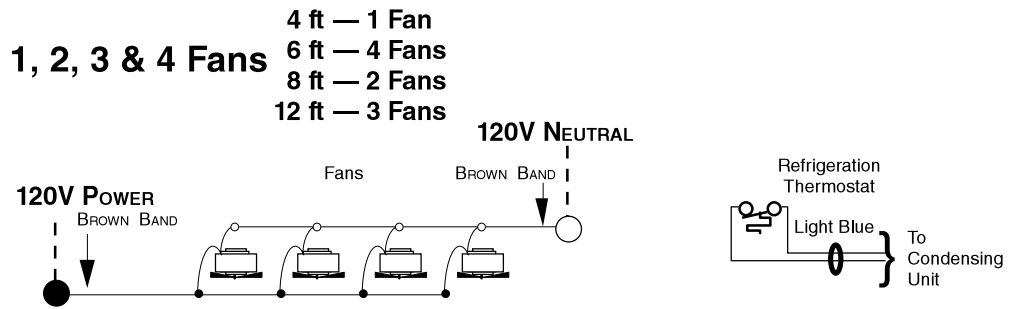 1, 2, 3 & 4 Fans
4 ft — 1 Fan
6 ft — 4 Fans
8 ft — 2 Fans
12 ft — 3 Fans
120V NEUTRAL
Fans
BROWN BAND
120V POWER
BROWN BAND
Refrigeration
Thermostat
Light Blue
To
Condensing
Unit